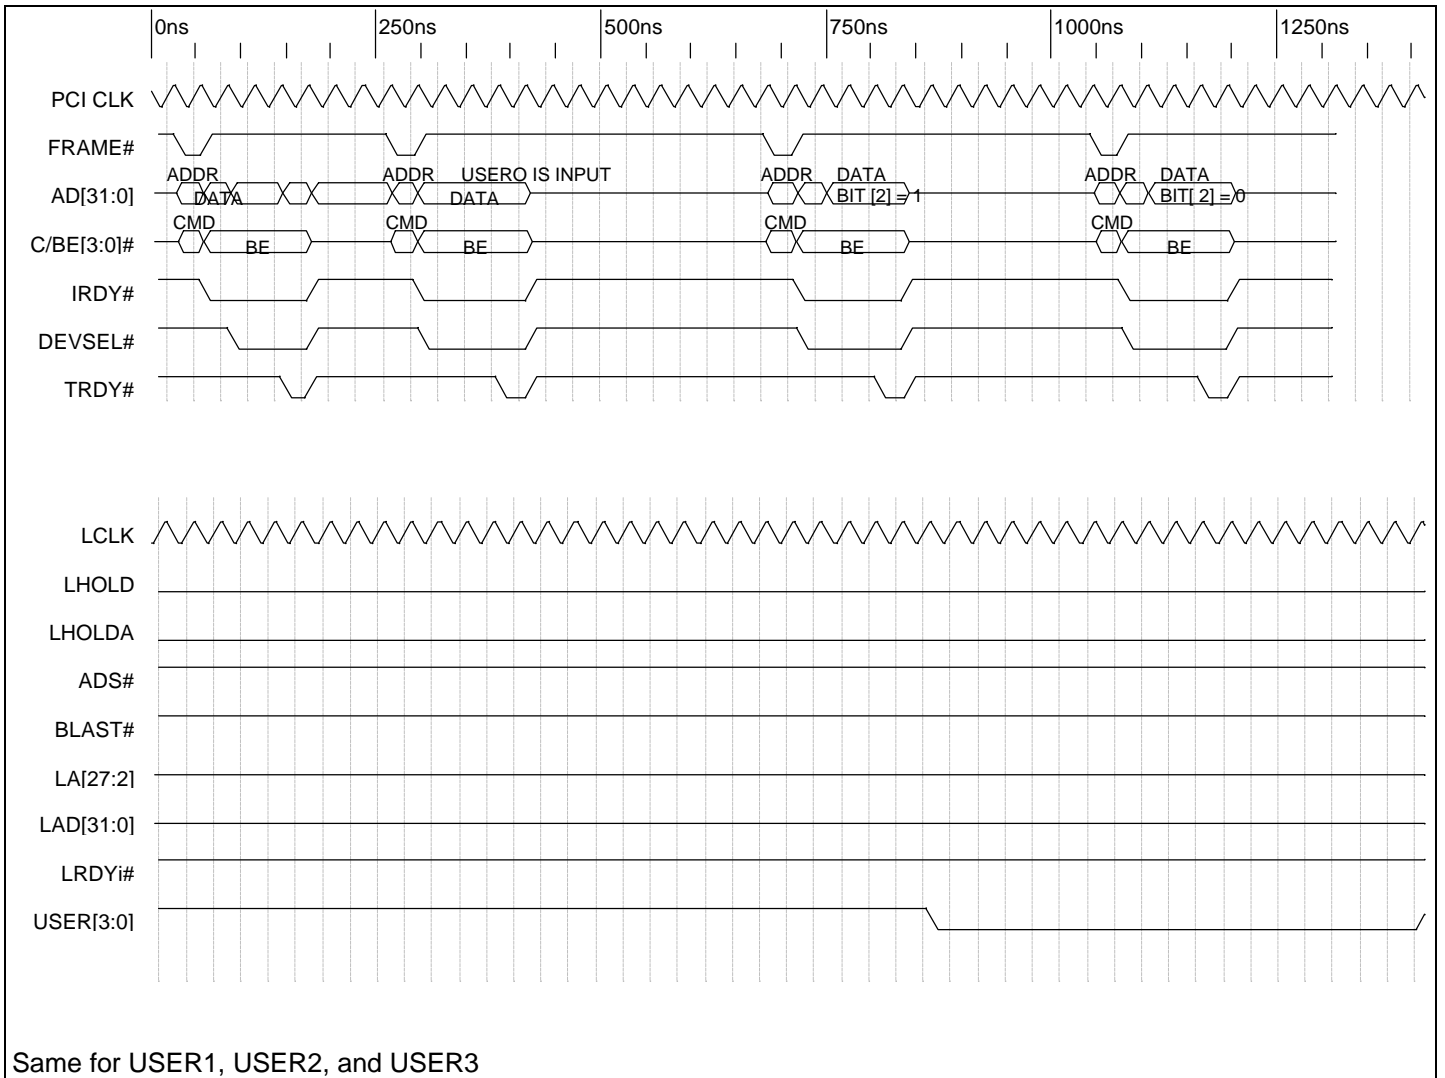 0ns 250ns 500ns 750ns 1000ns 1250ns
PCI CLK
FRAME#
ADDR ADDR USERO IS INPUT ADDR DATA ADDR DATA
AD[31:0] DATA DATA BIT [2] = 1 BIT[ 2] = 0
CMD CMD CMD CMD
C/BE[3:0]# BE BE BE BE
IRDY#
DEVSEL#
TRDY#
LCLK
LHOLD
LHOLDA
ADS#
BLAST#
LA[27:2]
LAD[31:0]
LRDYi#
USER[3:0]
Same for USER1, USER2, and USER3